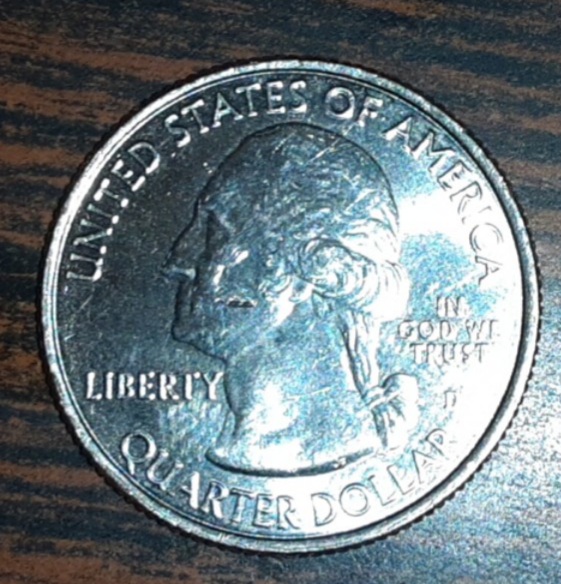 UNITED STATES OF AMERICA
LIBERTY
IN
GOD WE
TRUST
D
QUARTER DOLLAR